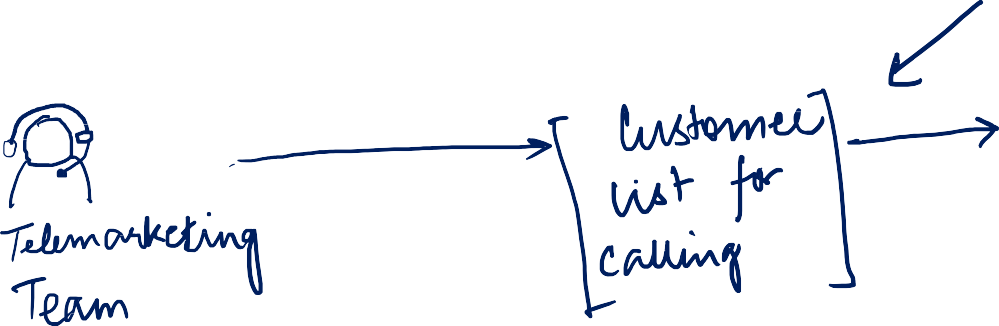 Telemarketing
Team
Customer
list for
calling